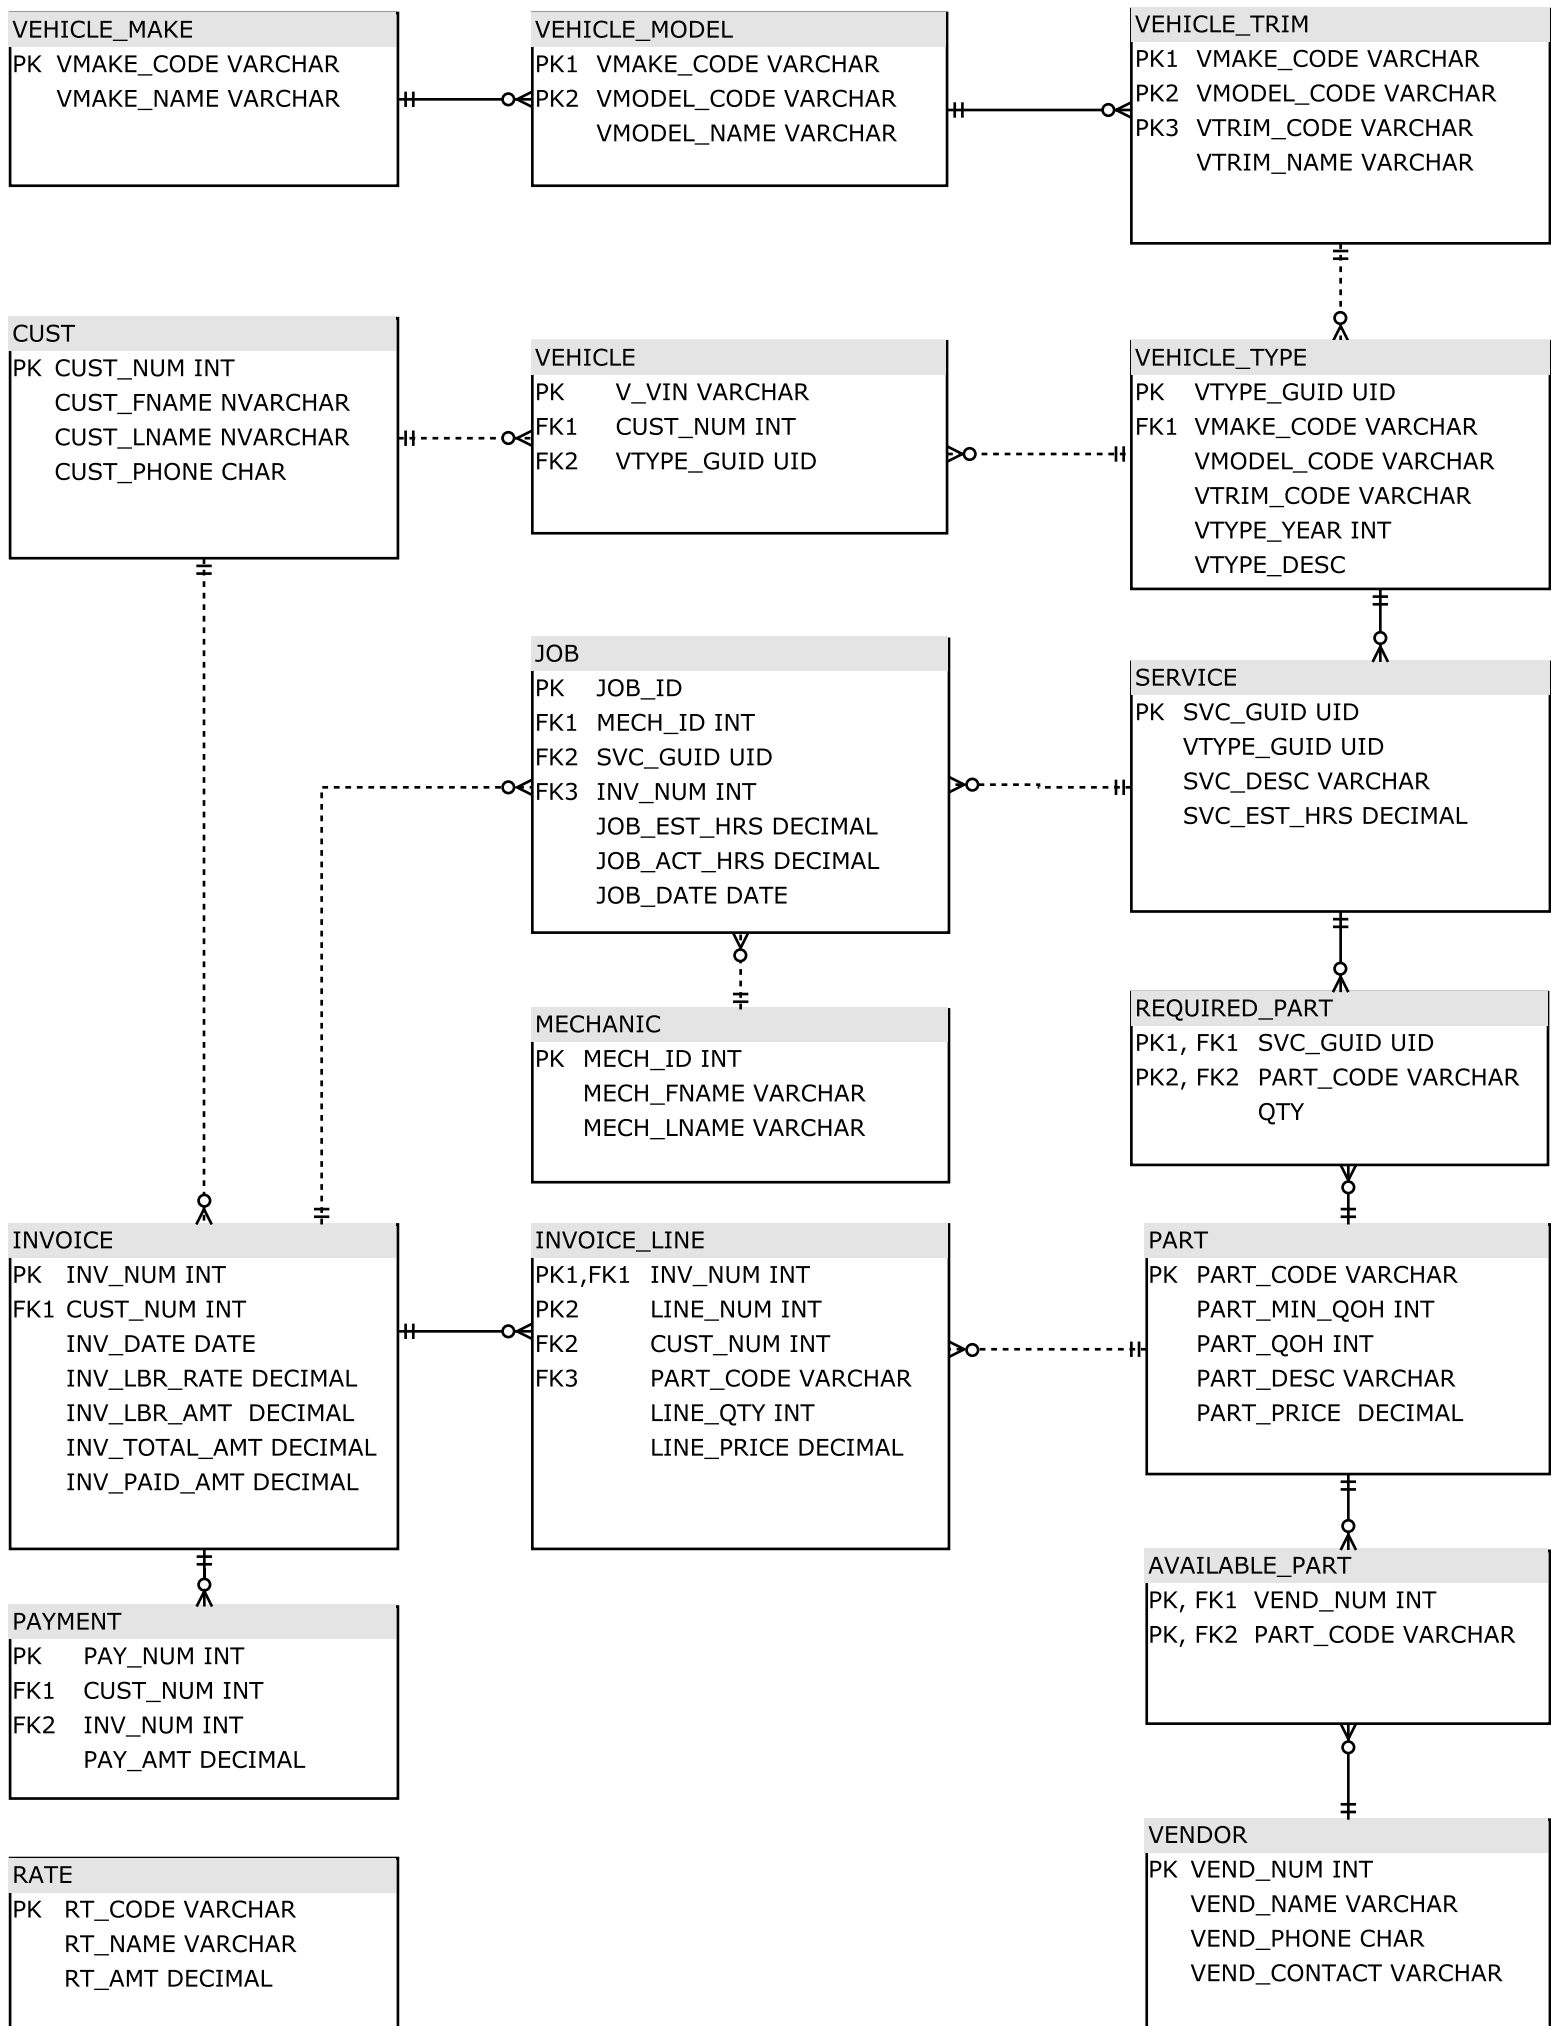 VEHICLE_MAKE
PK VMAKE_CODE VARCHAR
VMAKE_NAME VARCHAR
VEHICLE_MODEL
PK1 VMAKE_CODE VARCHAR
PK2 VMODEL_CODE VARCHAR
VMODEL_NAME VARCHAR
VEHICLE_TRIM
PK1 VMAKE_CODE VARCHAR
PK2 VMODEL_CODE VARCHAR
PK3 VTRIM_CODE VARCHAR
VTRIM_NAME VARCHAR
CUST
PK CUST_NUM INT
CUST_FNAME NVARCHAR
CUST_LNAME NVARCHAR
CUST_PHONE CHAR
VEHICLE
PK V_VIN VARCHAR
FK1 CUST_NUM INT
FK2 VTYPE_GUID UID
VEHICLE_TYPE
PK VTYPE_GUID UID
FK1 VMAKE_CODE VARCHAR
VMODEL_CODE VARCHAR
VTRIM_CODE VARCHAR
VTYPE_YEAR INT
VTYPE_DESC
JOB
PK JOB_ID
FK1 MECH_ID INT
FK2 SVC_GUID UID
FK3 INV_NUM INT
JOB_EST_HRS DECIMAL
JOB_ACT_HRS DECIMAL
JOB_DATE DATE
SERVICE
PK SVC_GUID UID
VTYPE_GUID UID
SVC_DESC VARCHAR
SVC_EST_HRS DECIMAL
MECHANIC
PK MECH_ID INT
MECH_FNAME VARCHAR
MECH_LNAME VARCHAR
REQUIRED_PART
PK1, FK1 SVC_GUID UID
PK2, FK2 PART_CODE VARCHAR
QTY
INVOICE
PK INV_NUM INT
FK1 CUST_NUM INT
INV_DATE DATE
INV_LBR_RATE DECIMAL
INV_LBR_AMT DECIMAL
INV_TOTAL_AMT DECIMAL
INV_PAID_AMT DECIMAL
INVOICE_LINE
PK1,FK1 INV_NUM INT
PK2 LINE_NUM INT
FK2 CUST_NUM INT
FK3 PART_CODE VARCHAR
LINE_QTY INT
LINE_PRICE DECIMAL
PART
PK PART_CODE VARCHAR
PART_MIN_QOH INT
PART_QOH INT
PART_DESC VARCHAR
PART_PRICE DECIMAL
PAYMENT
PK PAY_NUM INT
FK1 CUST_NUM INT
FK2 INV_NUM INT
PAY_AMT DECIMAL
AVAILABLE_PART
PK, FK1 VEND_NUM INT
PK, FK2 PART_CODE VARCHAR
RATE
PK RT_CODE VARCHAR
RT_NAME VARCHAR
RT_AMT DECIMAL
VENDOR
PK VEND_NUM INT
VEND_NAME VARCHAR
VEND_PHONE CHAR
VEND_CONTACT VARCHAR